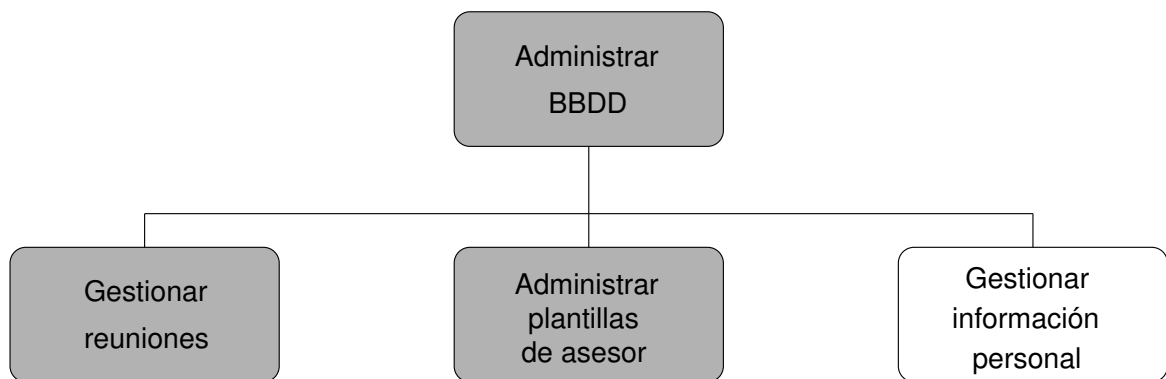 Administrar
BBDD
Gestionar
reuniones
Administrar
plantillas
de asesor
Gestionar
información
personal